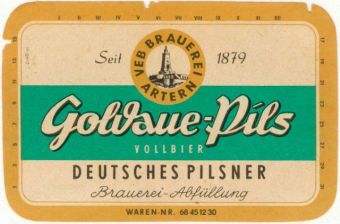 VEB BRAUEREI
ARTERN
Seit 1879
Goldaue-Pils
VOLLBIER
DEUTSCHES PILSNER
Brauerei-Abfüllung
WAREN-NR. 68 45 12 30